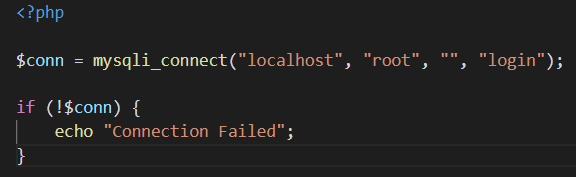 <?php
$conn = mysqli_connect("localhost", "root", "", "login");
if (!$conn) {
    echo "Connection Failed";
}